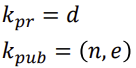 k_pr = d
k_pub = (n, e)